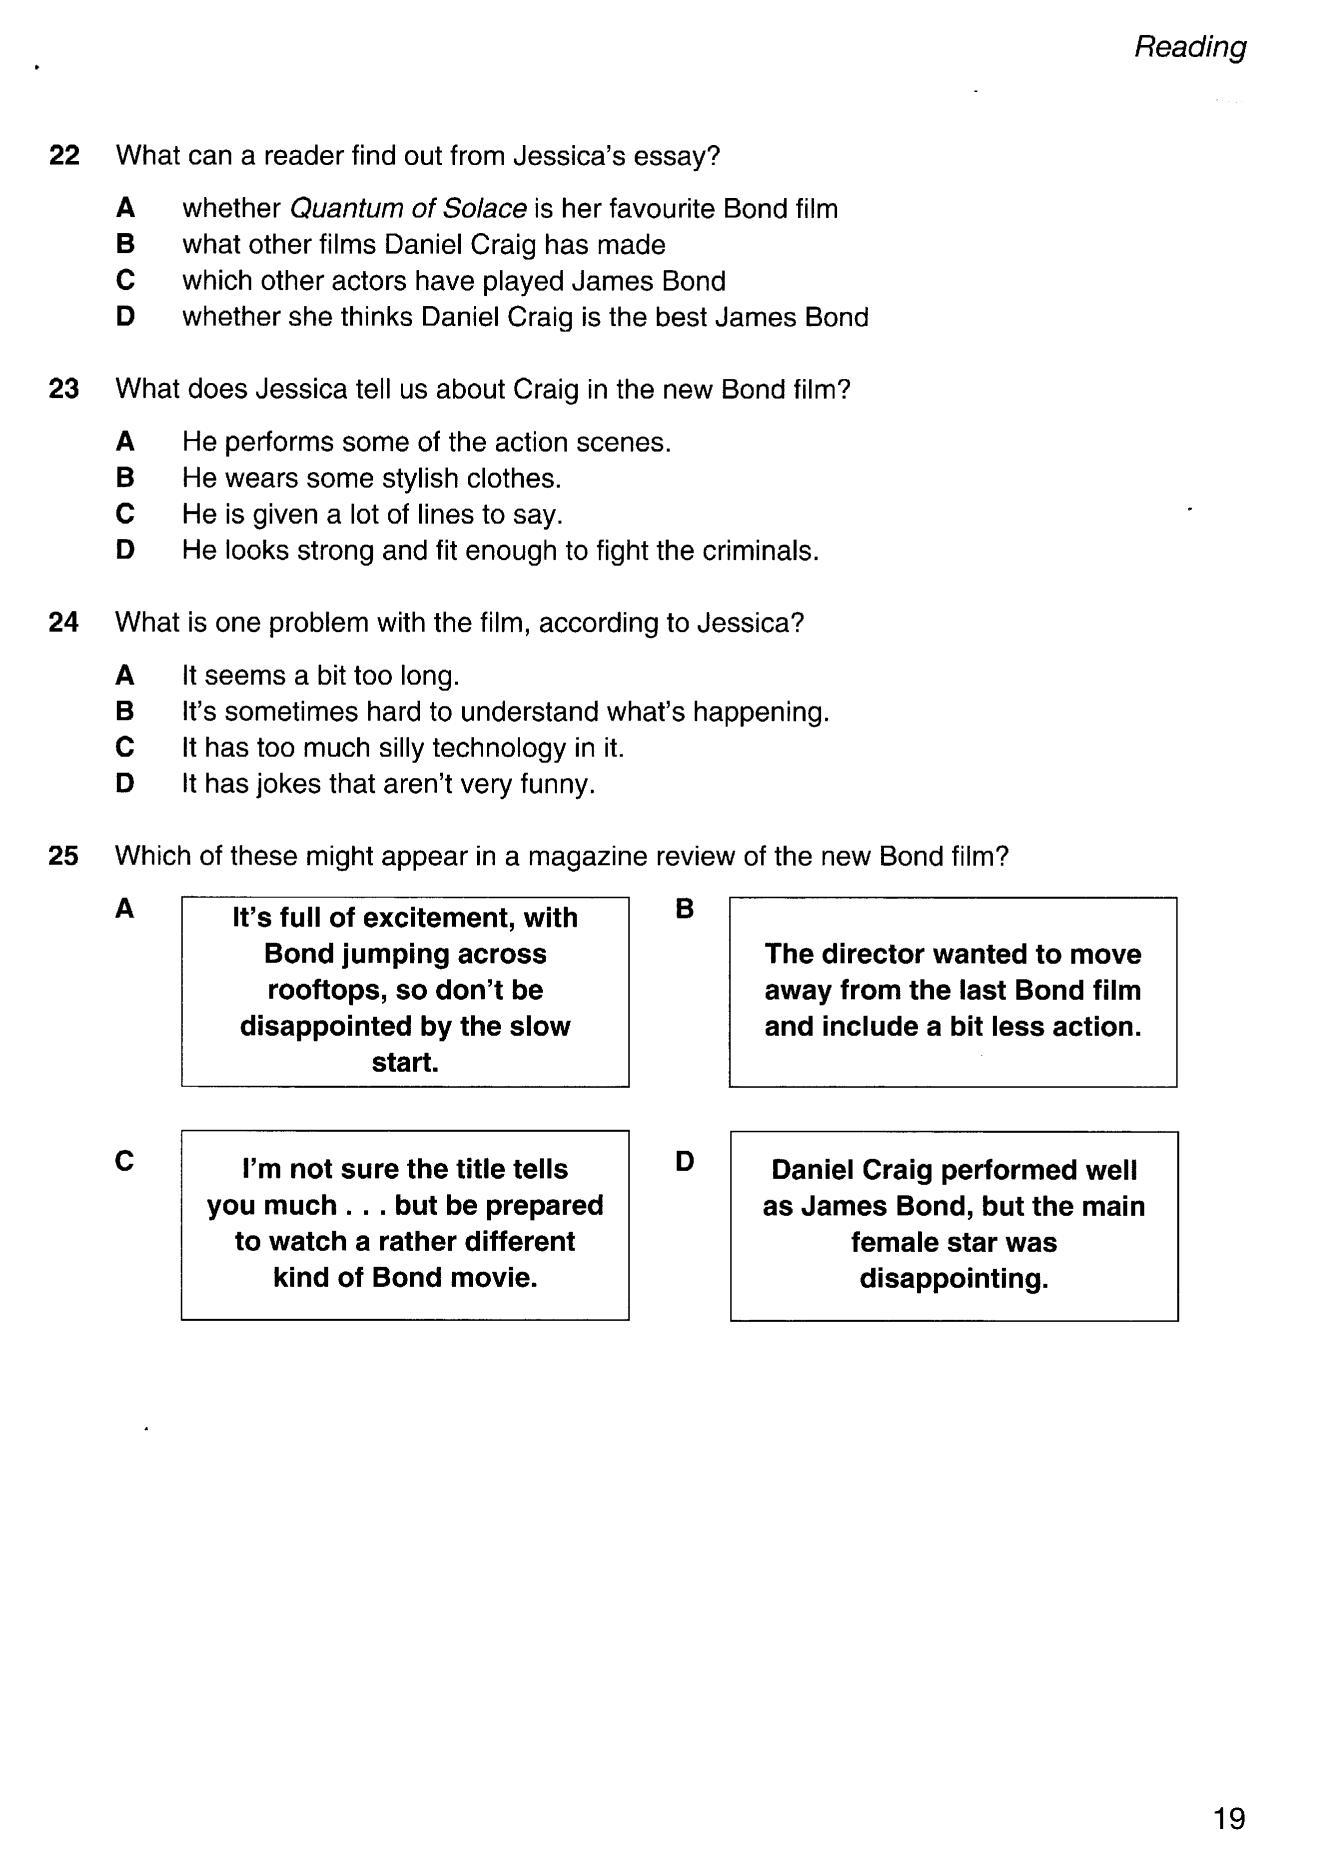 Reading
22 What can a reader find out from Jessica's essay?
A whether Quantum of Solace is her favourite Bond film
B what other films Daniel Craig has made
C which other actors have played James Bond
D whether she thinks Daniel Craig is the best James Bond
23 What does Jessica tell us about Craig in the new Bond film?
A He performs some of the action scenes.
B He wears some stylish clothes.
C He is given a lot of lines to say.
D He looks strong and fit enough to fight the criminals.
24 What is one problem with the film, according to Jessica?
A It seems a bit too long.
B It's sometimes hard to understand what's happening.
C It has too much silly technology in it.
D It has jokes that aren't very funny.
25 Which of these might appear in a magazine review of the new Bond film?
A
It's full of excitement, with
Bond jumping across
rooftops, so don't be
disappointed by the slow
start.
B
The director wanted to move
away from the last Bond film
and include a bit less action.
C
I'm not sure the title tells
you much . . . but be prepared
to watch a rather different
kind of Bond movie.
D
Daniel Craig performed well
as James Bond, but the main
female star was
disappointing.
19